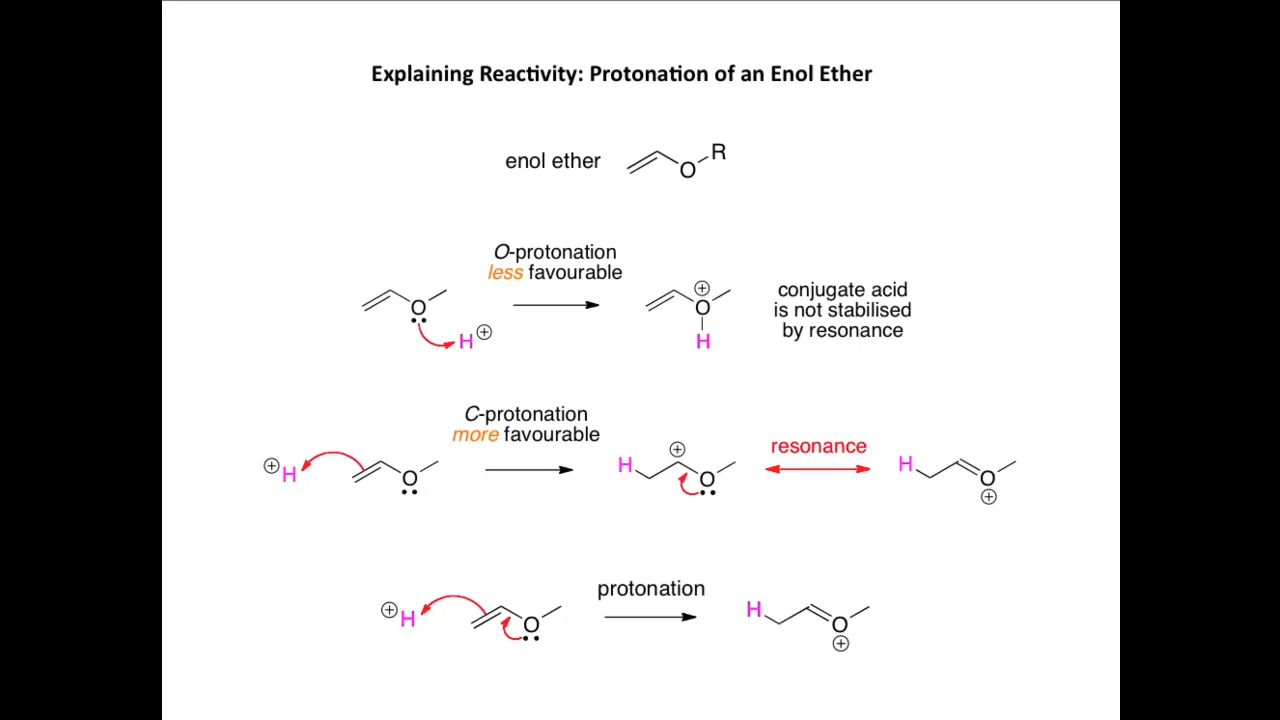 Explaining Reactivity: Protonation of an Enol Ether
enol ether
O
R
O-protonation
less favourable
O
H
⊕
⊕
O
H
conjugate acid
is not stabilised
by resonance
C-protonation
more favourable
⊕
H
O
⊕
H
O
resonance
H
O
⊕
protonation
⊕
H
O
H
O
⊕